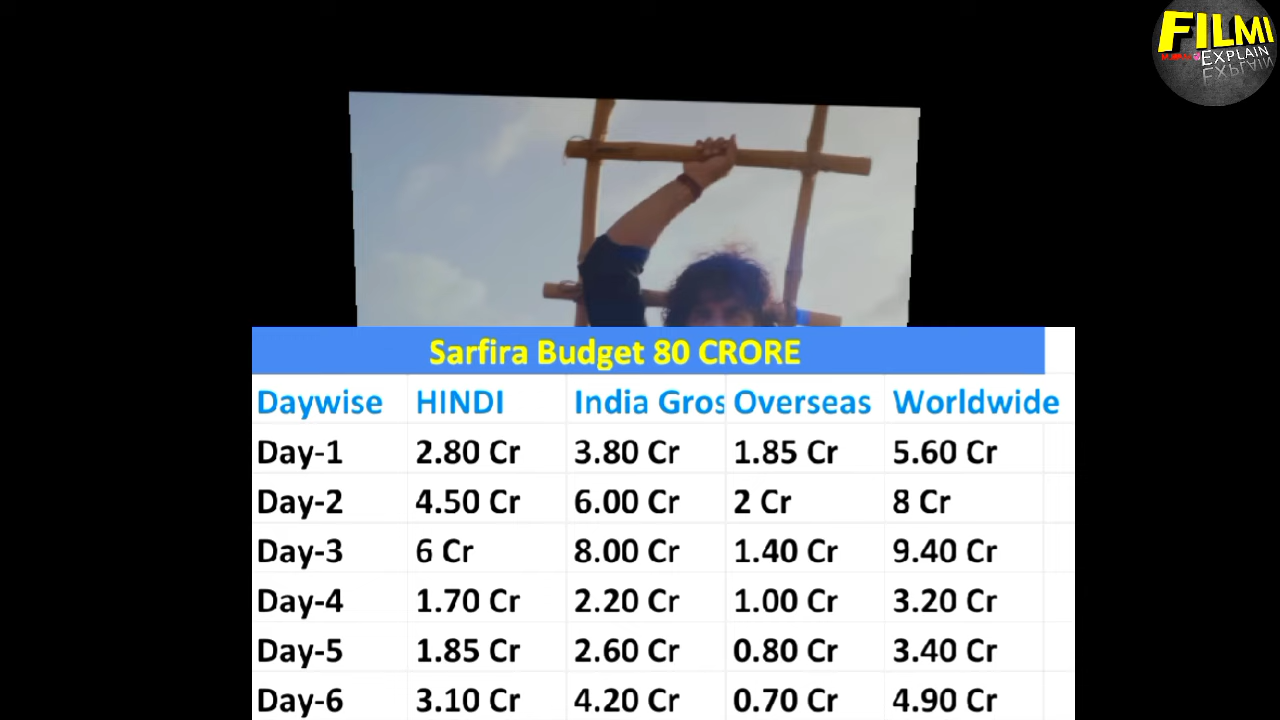 FILMI
EXPLAIN
Sarfira Budget 80 CRORE
Daywise HINDI India Gros Overseas Worldwide
Day-1 2.80 Cr 3.80 Cr 1.85 Cr 5.60 Cr
Day-2 4.50 Cr 6.00 Cr 2 Cr 8 Cr
Day-3 6 Cr 8.00 Cr 1.40 Cr 9.40 Cr
Day-4 1.70 Cr 2.20 Cr 1.00 Cr 3.20 Cr
Day-5 1.85 Cr 2.60 Cr 0.80 Cr 3.40 Cr
Day-6 3.10 Cr 4.20 Cr 0.70 Cr 4.90 Cr